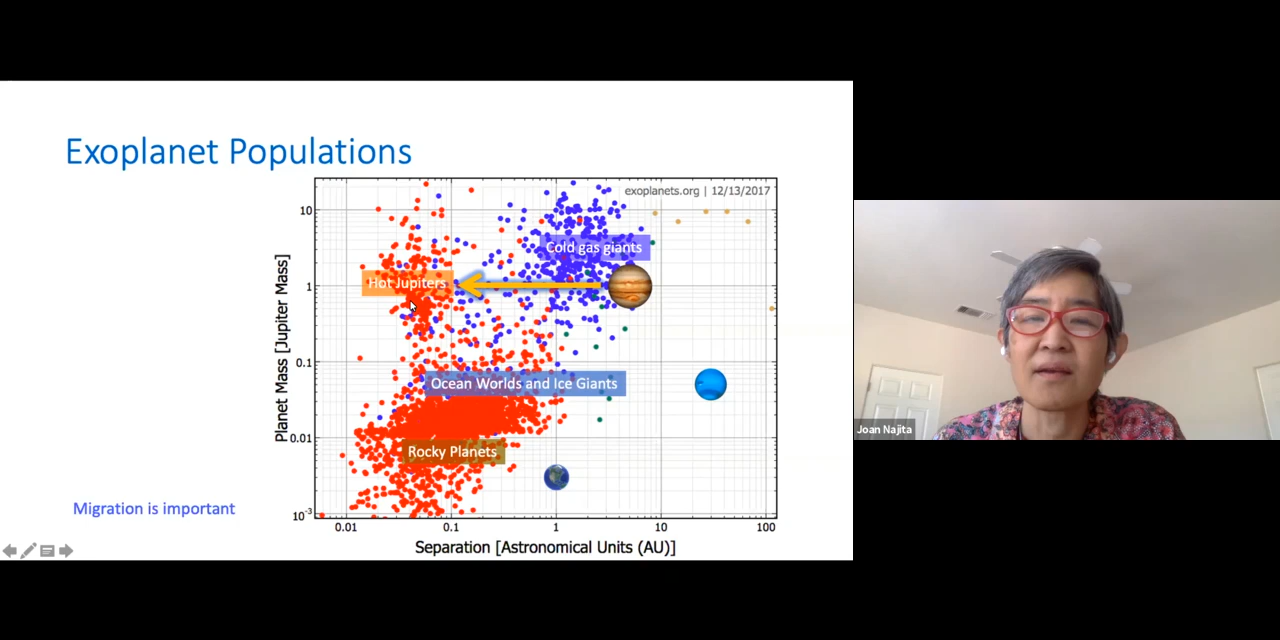 Exoplanet Populations
exoplanets.org | 12/13/2017
10
1
0.1
0.01
10⁻³
Planet Mass [Jupiter Mass]
Cold gas giants
Hot Jupiters
Ocean Worlds and Ice Giants
Rocky Planets
0.01 0.1 1 10 100
Separation [Astronomical Units (AU)]
Migration is important
Joan Najita